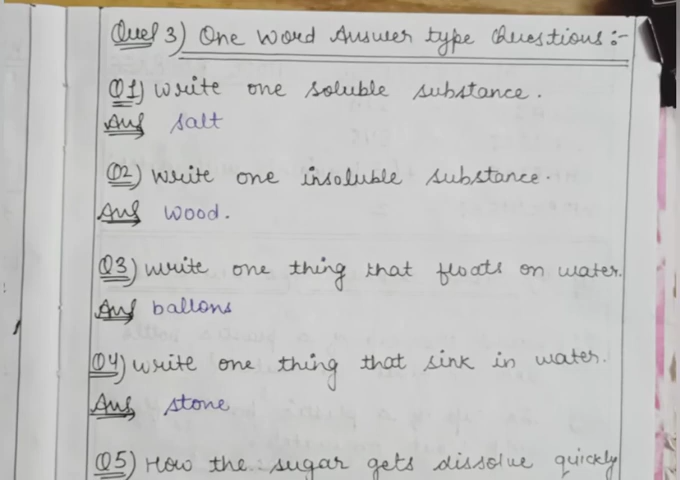 Ques 3) One Word Answer type Questions :-
Q1) Write one soluble substance.
Ans salt
Q2) Write one insoluble substance.
Ans wood.
Q3) Write one thing that floats on water.
Ans ballons
Q4) Write one thing that sink in water.
Ans stone
Q5) How the sugar gets dissolve quickly